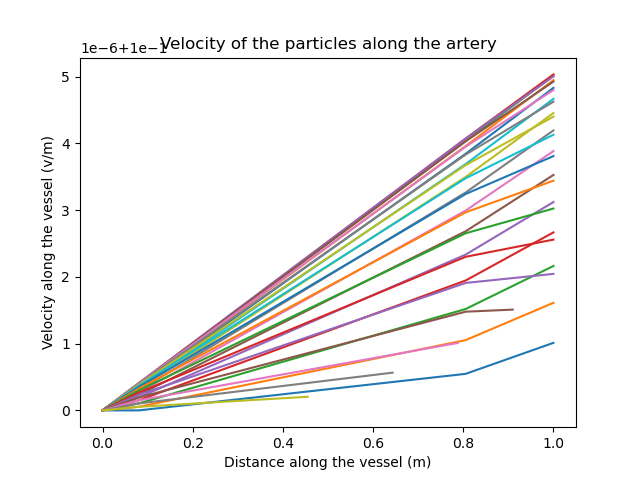 Velocity of the particles along the artery
1e−6+1e−1
5
4
3
2
1
0
Velocity along the vessel (v/m)
0.0 0.2 0.4 0.6 0.8 1.0
Distance along the vessel (m)